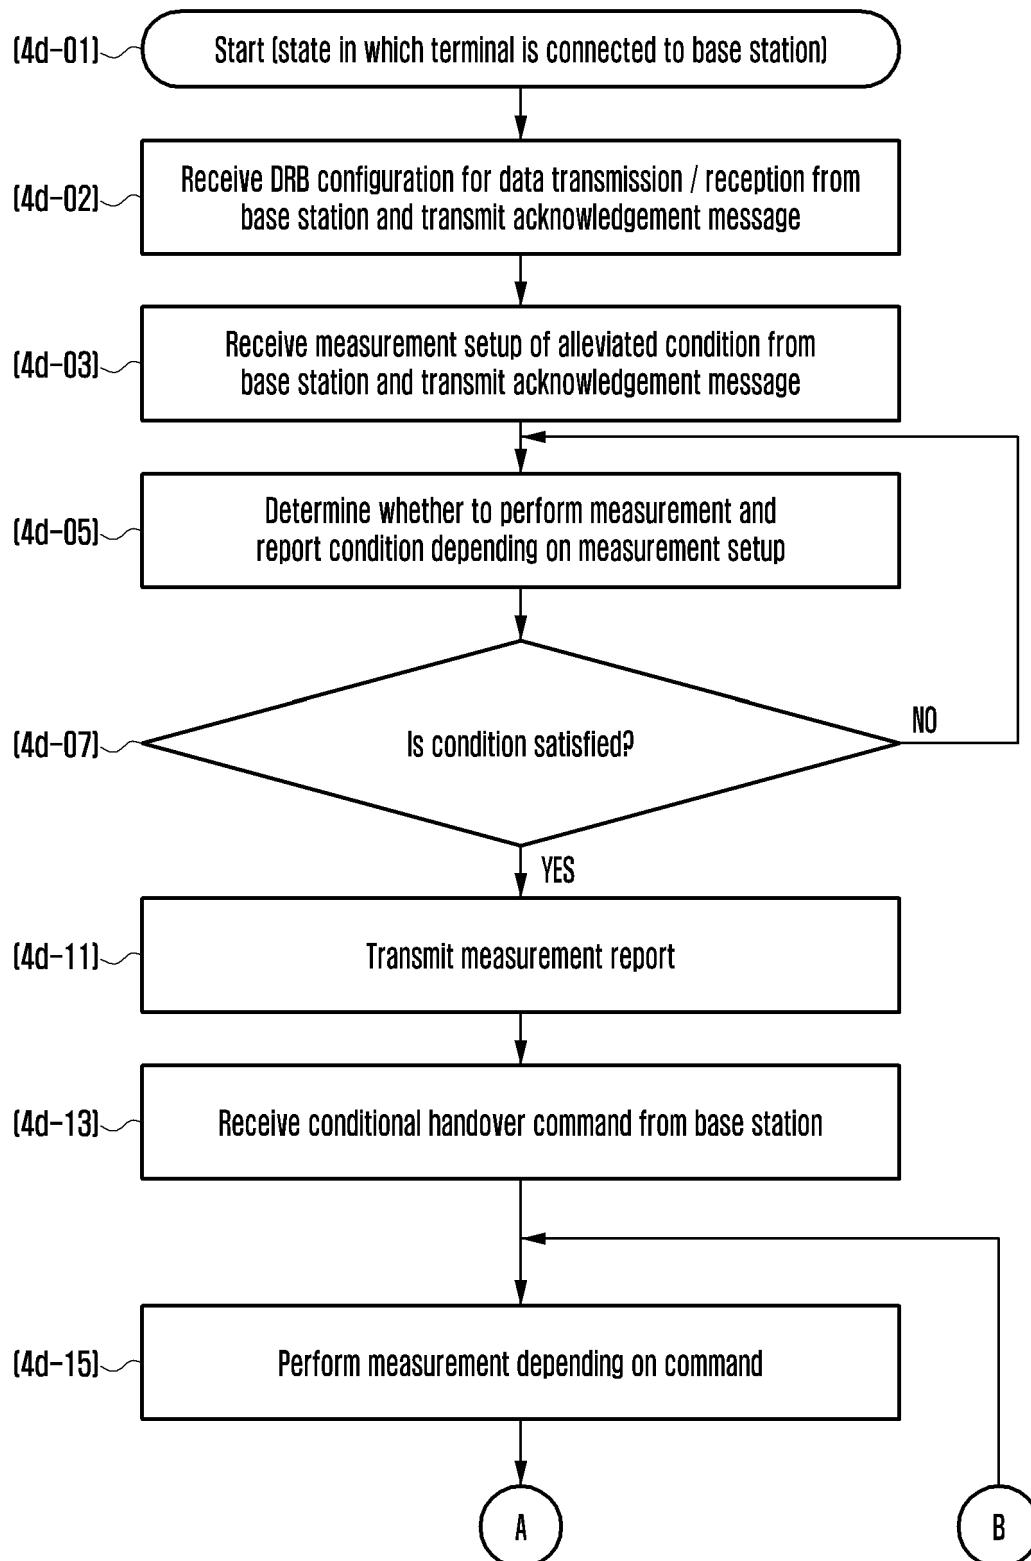 (4d-01)
Start (state in which terminal is connected to base station)
(4d-02)
Receive DRB configuration for data transmission / reception from
base station and transmit acknowledgement message
(4d-03)
Receive measurement setup of alleviated condition from
base station and transmit acknowledgement message
(4d-05)
Determine whether to perform measurement and
report condition depending on measurement setup
(4d-07)
Is condition satisfied?
NO
YES
(4d-11)
Transmit measurement report
(4d-13)
Receive conditional handover command from base station
(4d-15)
Perform measurement depending on command
A
B